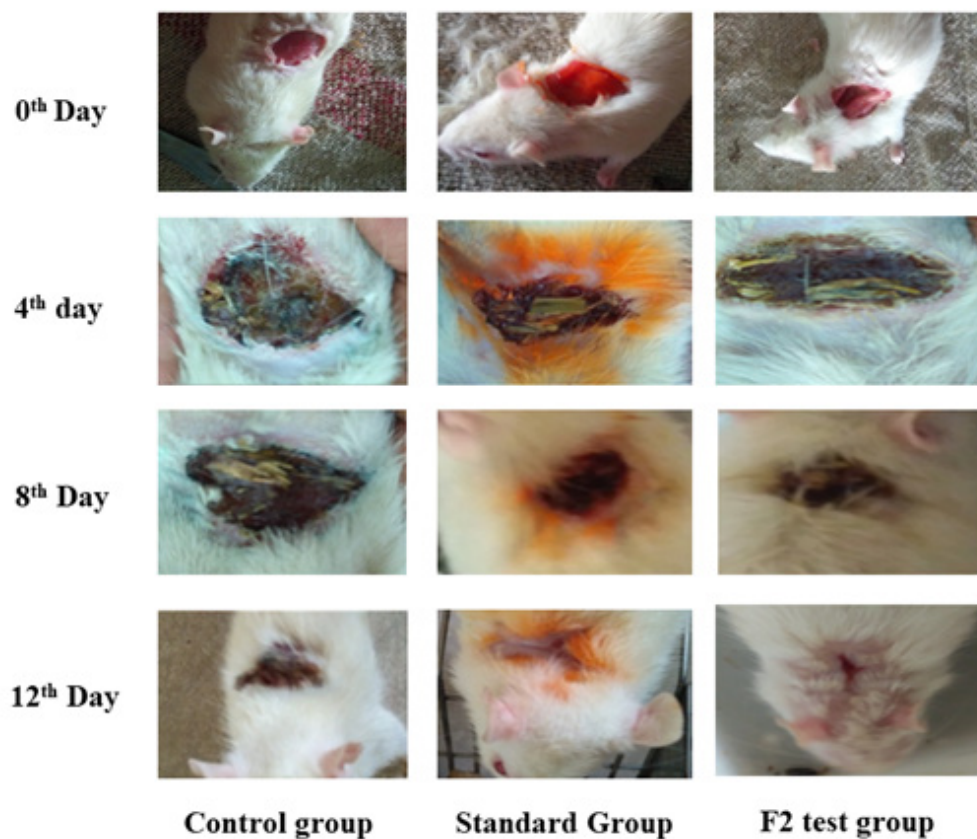 0th Day
4th day
8th Day
12th Day
Control group
Standard Group
F2 test group